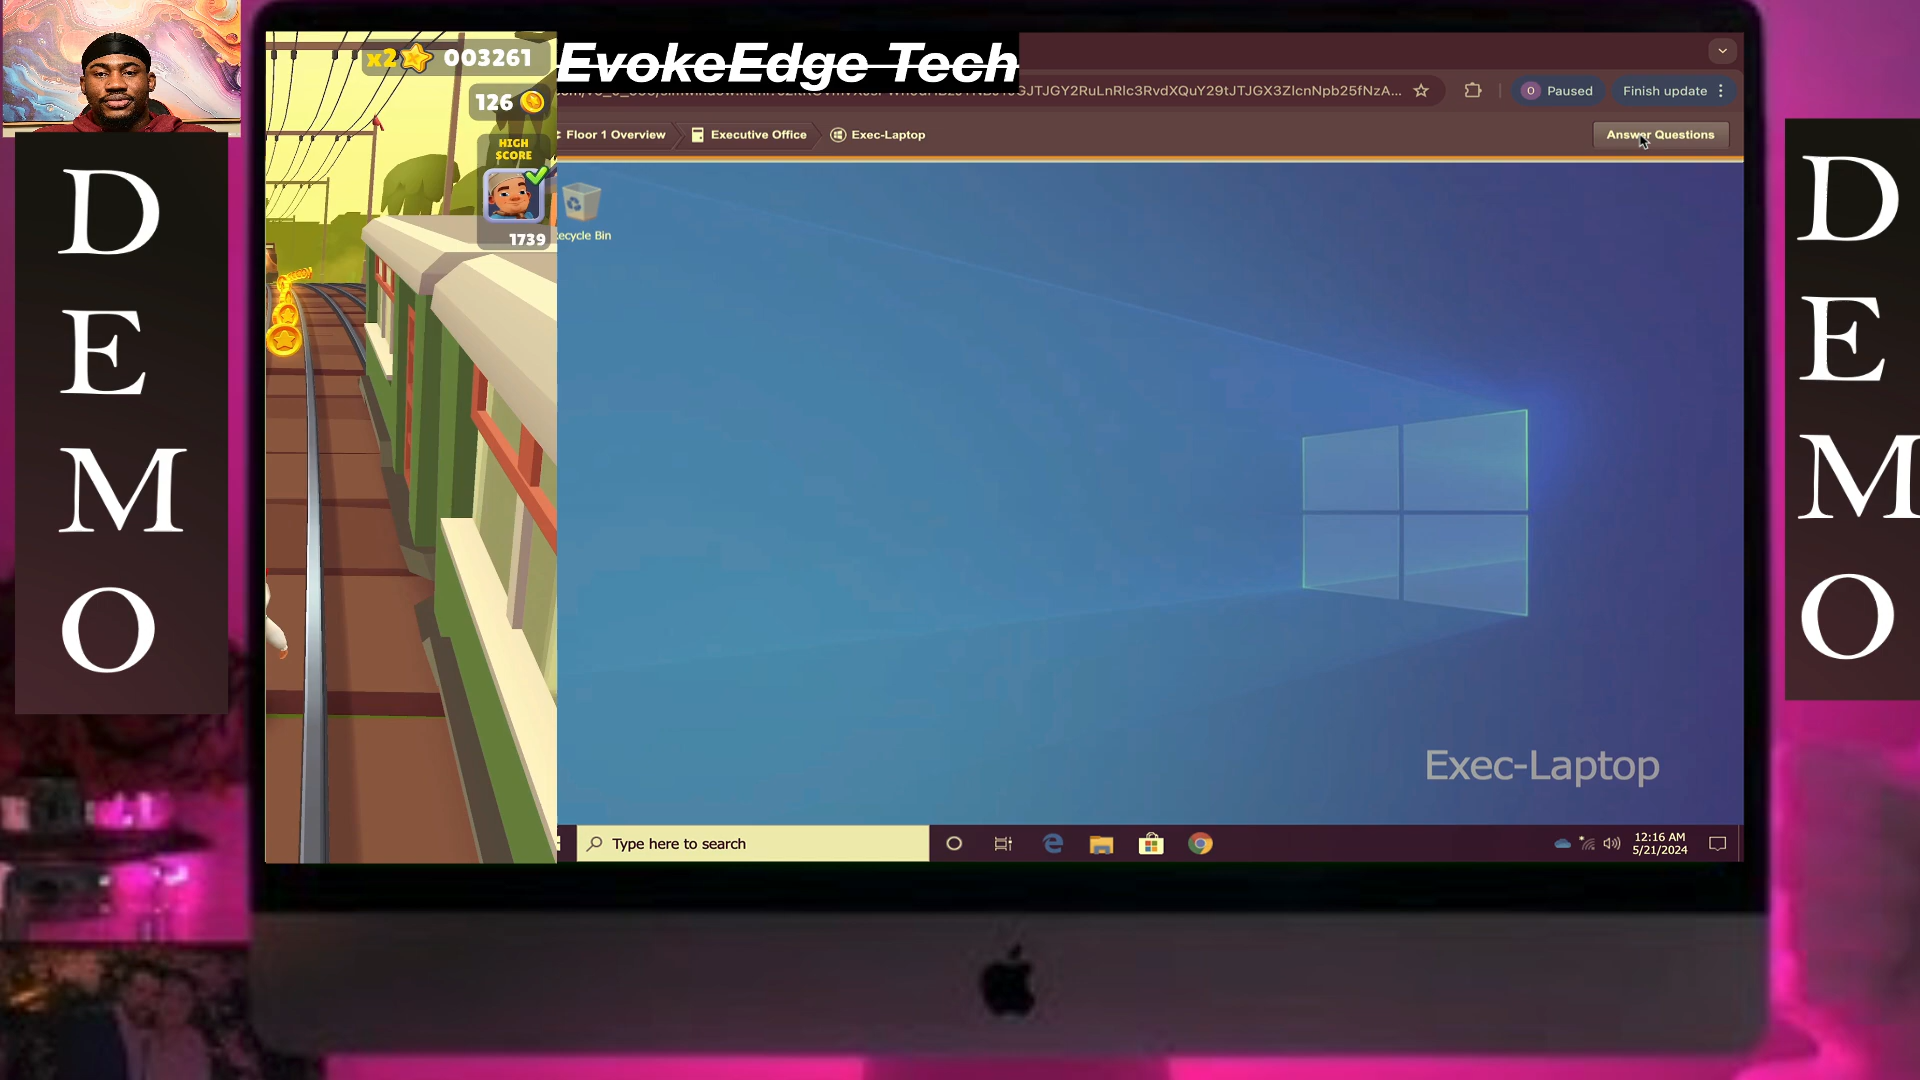 x2 003261
126
HIGH
SCORE
1739
EvokeEdge Tech
Paused
Finish update
Floor 1 Overview
Executive Office
Exec-Laptop
Answer Questions
ecycle Bin
Exec-Laptop
Type here to search
12:16 AM
5/21/2024
D
E
M
O
D
E
M
O